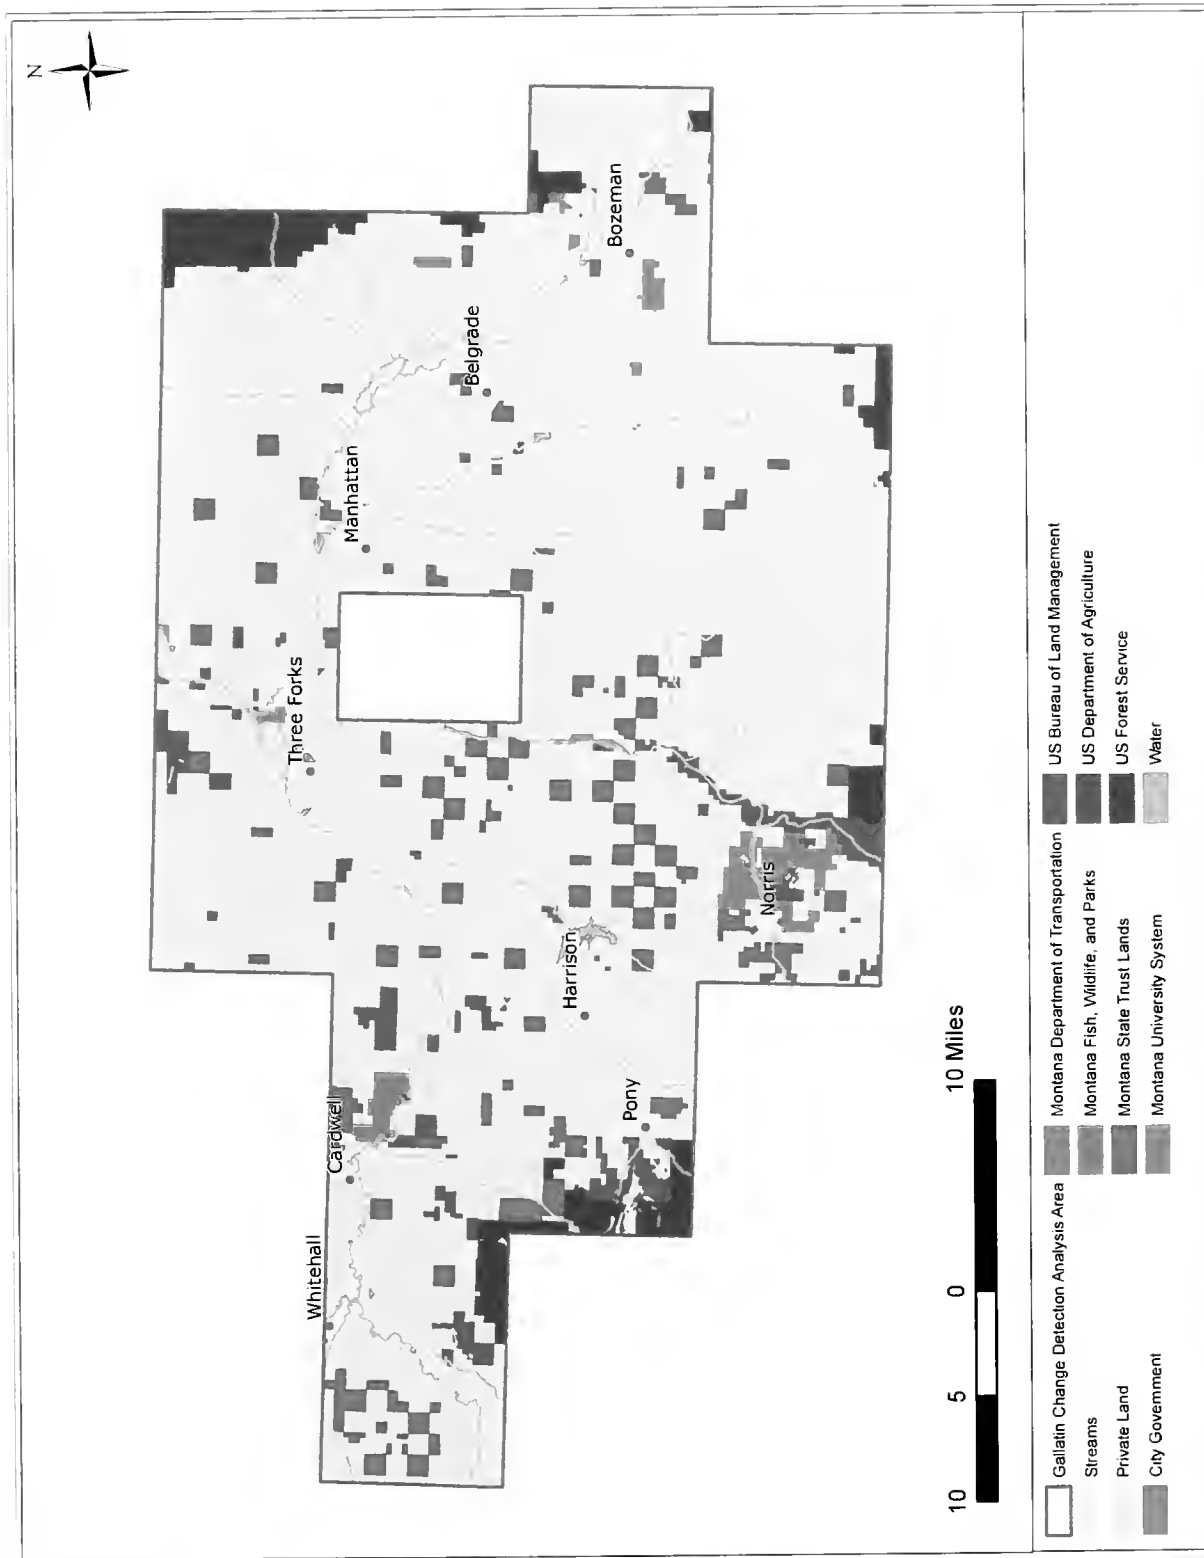 N
Whitehall
Cardwell
Three Forks
Manhattan
Belgrade
Bozeman
Pony
Harrison
Norris
10 5 0 10 Miles
Gallatin Change Detection Analysis Area
Streams
Private Land
City Government
Montana Department of Transportation
Montana Fish, Wildlife, and Parks
Montana State Trust Lands
Montana University System
US Bureau of Land Management
US Department of Agriculture
US Forest Service
Water